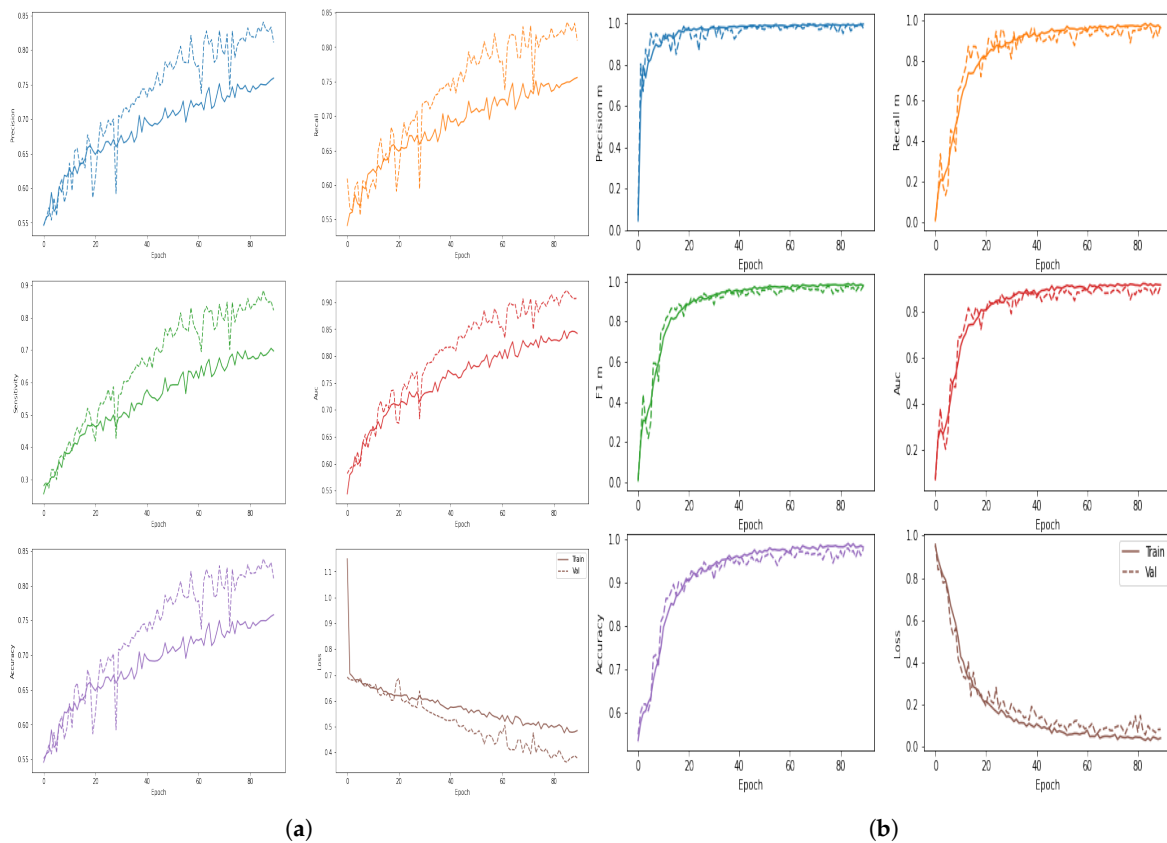 Precision
0.85
0.80
0.75
0.70
0.65
0.60
0.55
0 20 40 60 80
Epoch
Recall
0.85
0.80
0.75
0.70
0.65
0.60
0.55
0 20 40 60 80
Epoch
Sensitivity
0.9
0.8
0.7
0.6
0.5
0.4
0.3
0 20 40 60 80
Epoch
Auc
0.90
0.85
0.80
0.75
0.70
0.65
0.60
0.55
0 20 40 60 80
Epoch
Accuracy
0.85
0.80
0.75
0.70
0.65
0.60
0.55
0 20 40 60 80
Epoch
Loss
1.1
1.0
0.9
0.8
0.7
0.6
0.5
0.4
0 20 40 60 80
Epoch
Train
Val
(a)
Precision m
1.0
0.8
0.6
0.4
0.2
0.0
0 20 40 60 80
Epoch
Recall m
1.0
0.8
0.6
0.4
0.2
0.0
0 20 40 60 80
Epoch
F1 m
1.0
0.8
0.6
0.4
0.2
0.0
0 20 40 60 80
Epoch
Auc
0.8
0.6
0.4
0.2
0 20 40 60 80
Epoch
Accuracy
1.0
0.9
0.8
0.7
0.6
0 20 40 60 80
Epoch
Loss
1.0
0.8
0.6
0.4
0.2
0.0
0 20 40 60 80
Epoch
Train
Val
(b)